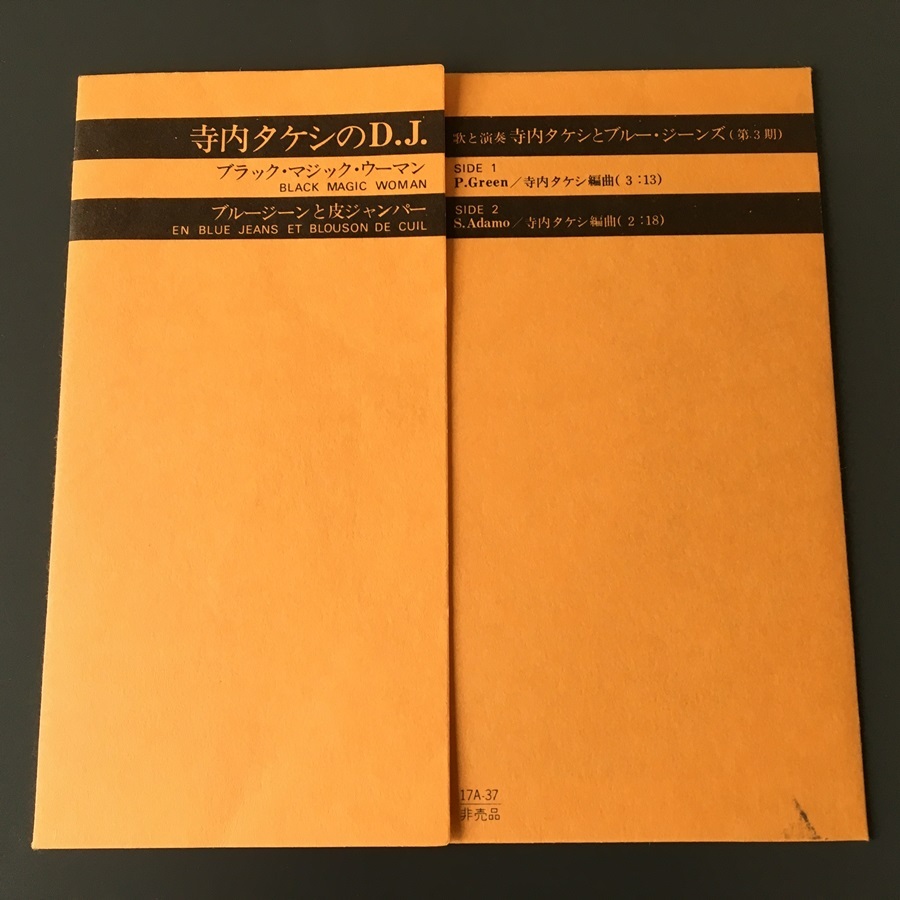 寺内タケシのD.J.
ブラック・マジック・ウーマン
BLACK MAGIC WOMAN
ブルージーンと皮ジャンパー
EN BLUE JEANS ET BLOUSON DE CUIL
歌と演奏 寺内タケシとブルー・ジーンズ(第3期)
SIDE 1
P.Green/寺内タケシ編曲(3:13)
SIDE 2
S.Adamo/寺内タケシ編曲(2:18)
17A-37
非売品